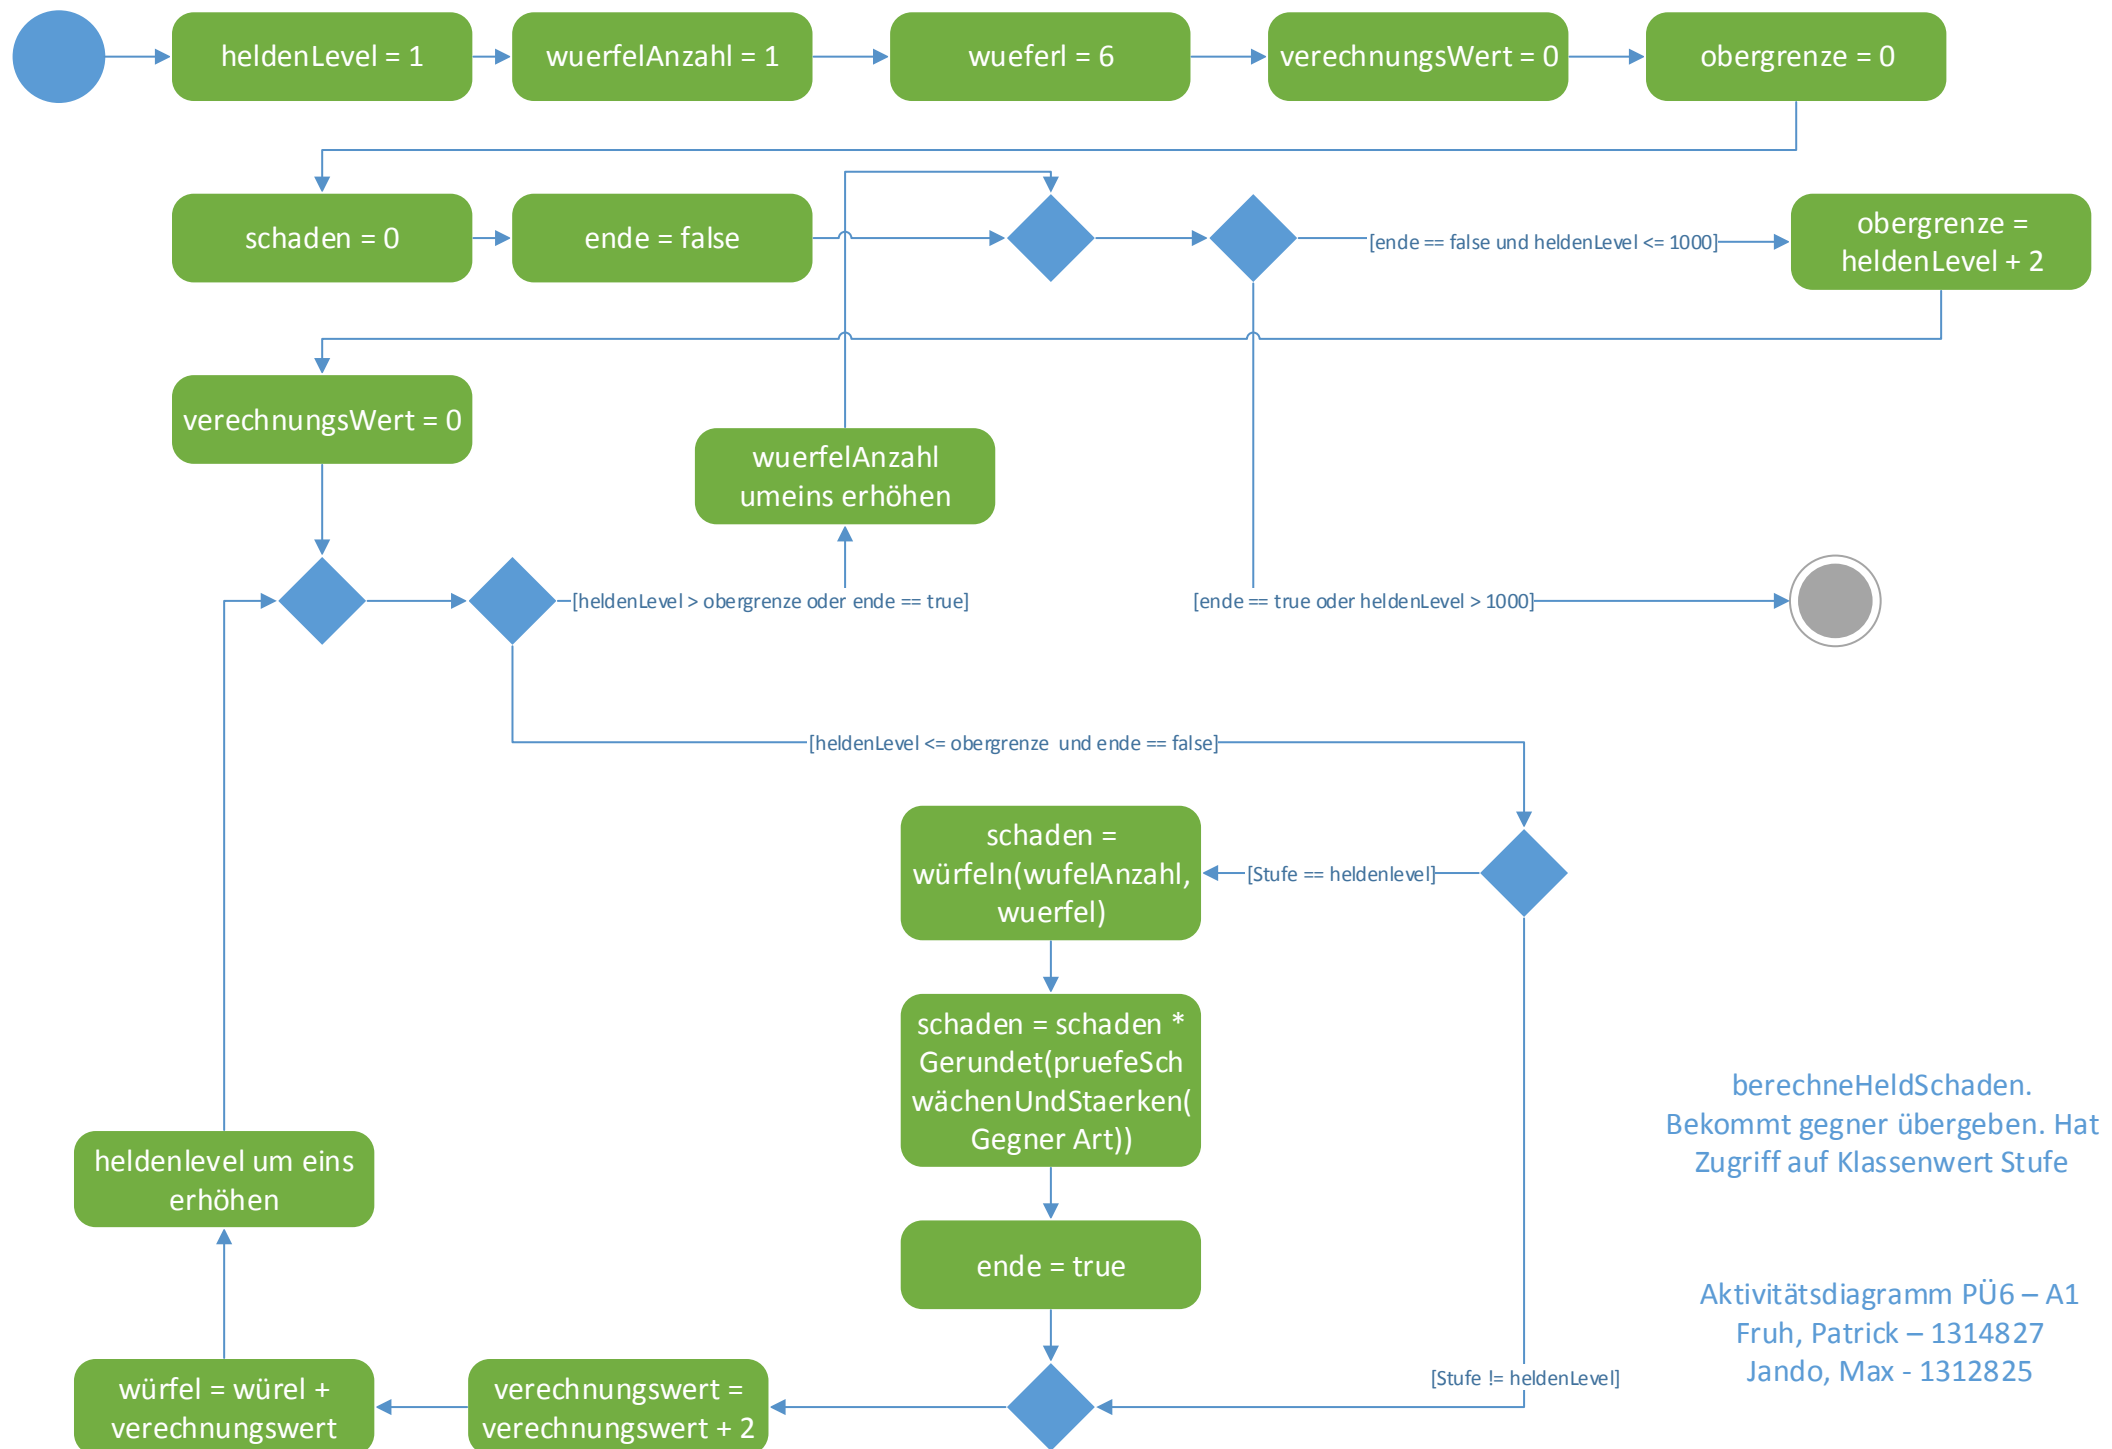 heldenLevel = 1
wuerfelAnzahl = 1
wueferl = 6
verechnungsWert = 0
obergrenze = 0
schaden = 0
ende = false
[ende == false und heldenLevel <= 1000]
obergrenze =
heldenLevel + 2
verechnungsWert = 0
wuerfelAnzahl
umeins erhöhen
[heldenLevel > obergrenze oder ende == true]
[ende == true oder heldenLevel > 1000]
[heldenLevel <= obergrenze und ende == false]
schaden =
würfeln(wufelAnzahl,
wuerfel)
[Stufe == heldenlevel]
schaden = schaden *
Gerundet(pruefeSch
wächenUndStaerken(
Gegner Art))
berechneHeldSchaden.
Bekommt gegner übergeben. Hat
Zugriff auf Klassenwert Stufe
heldenlevel um eins
erhöhen
ende = true
Aktivitätsdiagramm PÜ6 – A1
Fruh, Patrick – 1314827
Jando, Max - 1312825
würfel = würel +
verechnungswert
verechnungswert =
verechnungswert + 2
[Stufe != heldenLevel]